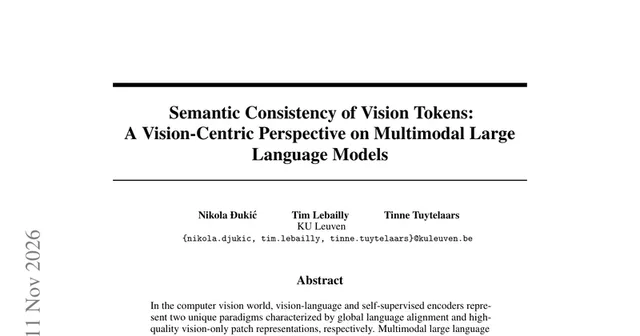 Semantic Consistency of Vision Tokens:
A Vision-Centric Perspective on Multimodal Large
Language Models
Nikola Đukić Tim Lebailly Tinne Tuytelaars
KU Leuven
{nikola.djukic, tim.lebailly, tinne.tuytelaars}@kuleuven.be
Abstract
In the computer vision world, vision-language and self-supervised encoders repre-
sent two unique paradigms characterized by global language alignment and high-
quality vision-only patch representations, respectively. Multimodal large language
11 Nov 2026